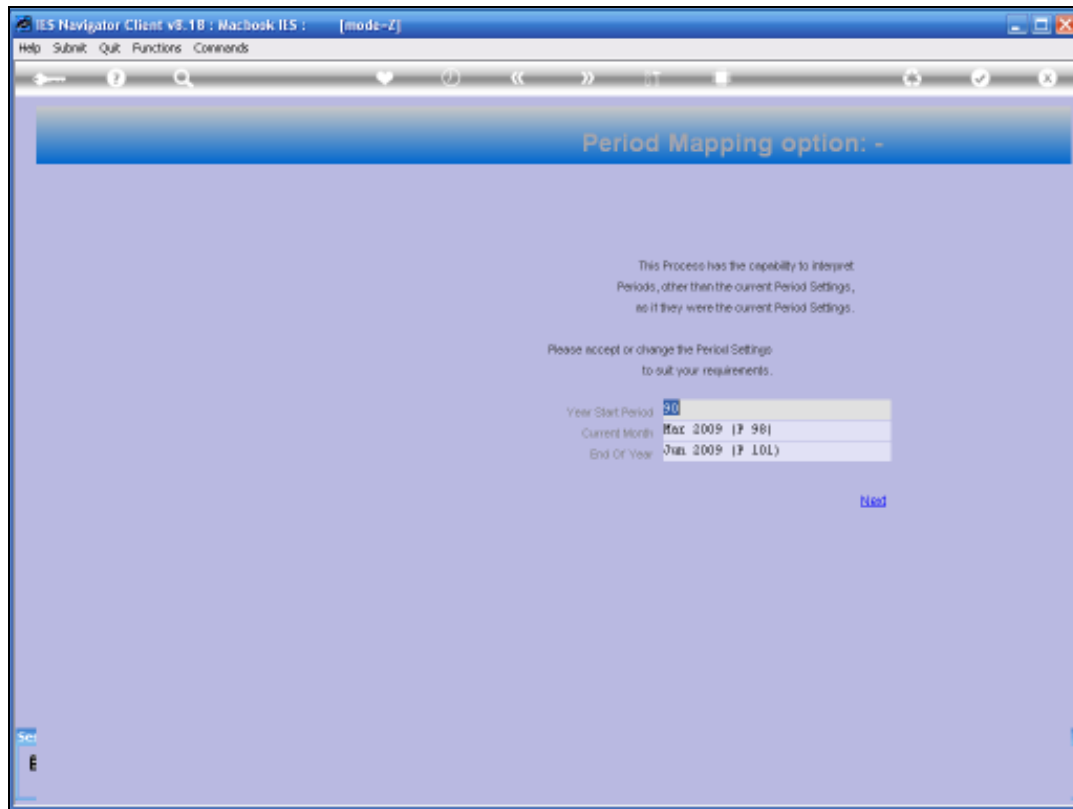 IES Navigator Client v8.18 : Macbook IES : [mode-Z]
Help Submit Quit Functions Commands
Period Mapping option: -
This Process has the capability to interpret
Periods, other than the current Period Settings,
as if they were the current Period Settings.
Please accept or change the Period Settings
to suit your requirements.
Year Start Period 90
Current Month Mar 2009 (P 98)
End Of Year Jun 2009 (P 101)
Next
Ser
E